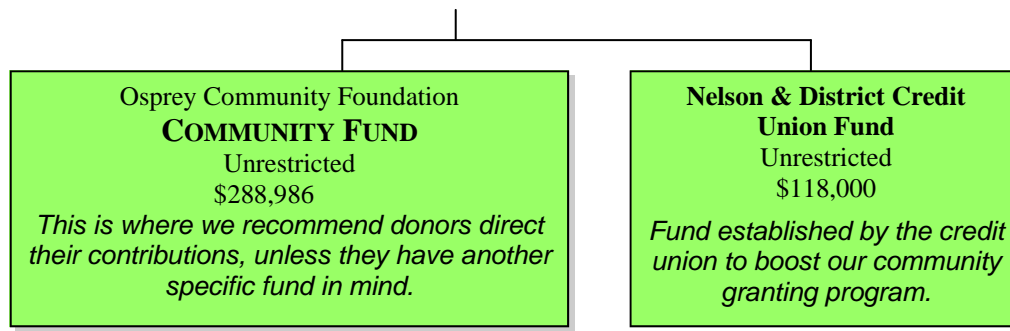 Osprey Community Foundation
COMMUNITY FUND
Unrestricted
$288,986
This is where we recommend donors direct
their contributions, unless they have another
specific fund in mind.
Nelson & District Credit
Union Fund
Unrestricted
$118,000
Fund established by the credit
union to boost our community
granting program.